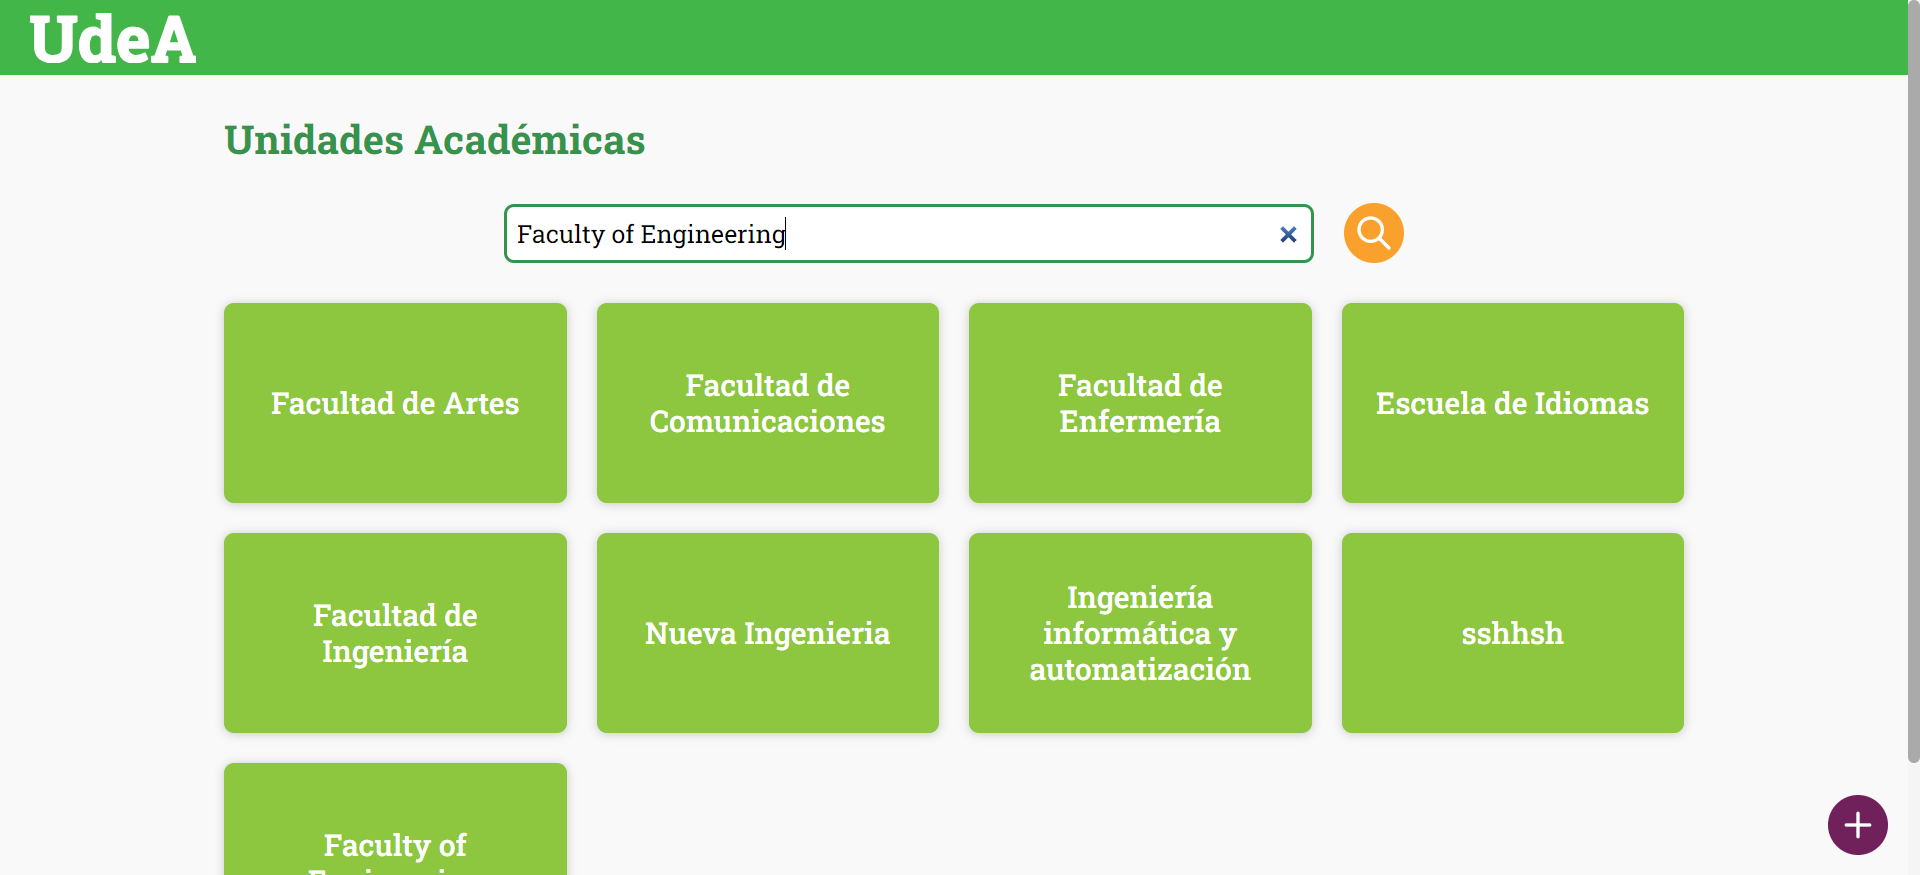 UdeA
Unidades Académicas
Faculty of Engineering
Facultad de Artes
Facultad de
Comunicaciones
Facultad de
Enfermería
Escuela de Idiomas
Facultad de
Ingeniería
Nueva Ingenieria
Ingeniería
informática y
automatización
sshhsh
Faculty of